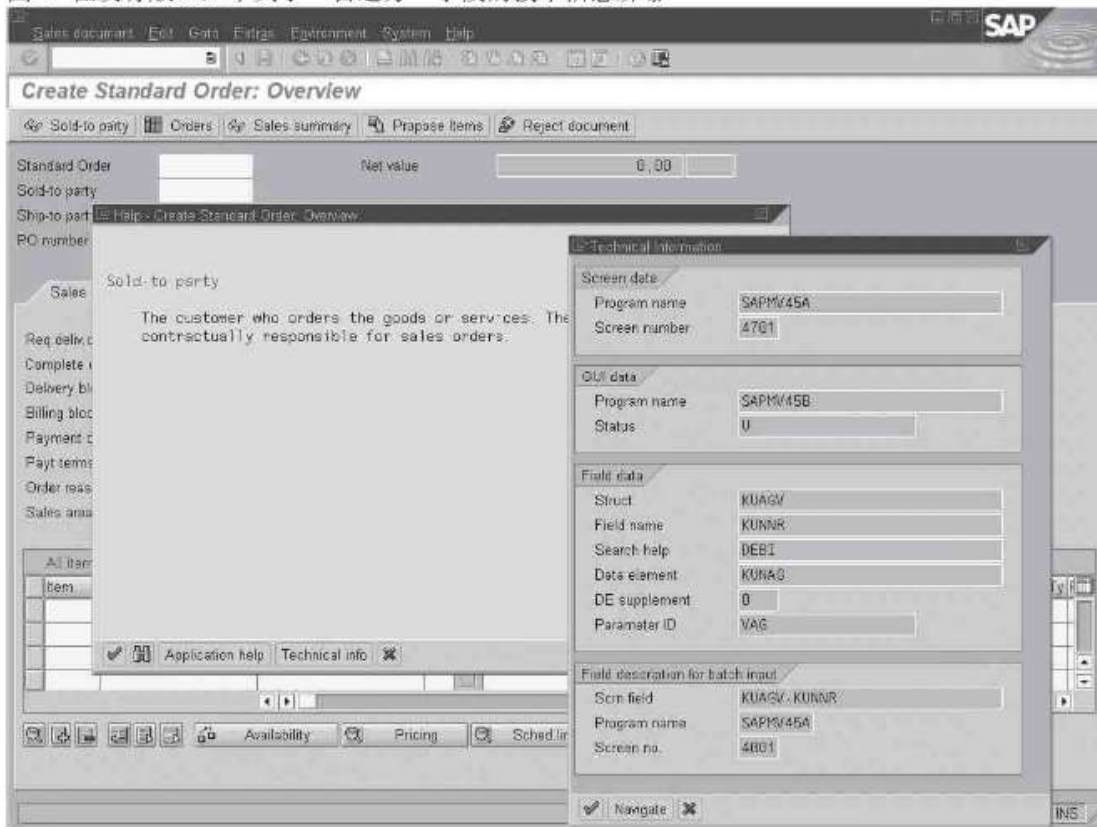 Sales document Edit Goto Extras Environment System Help
SAP
Create Standard Order: Overview
Sold-to party Orders Sales summary Propose Items Reject document
Standard Order Net value 0,00
Sold-to party
Ship-to part
PO number
Help - Create Standard Order: Overview
Sold-to party
The customer who orders the goods or services. The
contractually responsible for sales orders.
Sales
Req.deliv.d
Complete
Delivery bl
Billing bloc
Payment c
Payt terms
Order reas
Sales area
All item
Item
Application help Technical info
Availability Pricing Sched.lin
Technical Information
Screen data
Program name SAPMV45A
Screen number 4701
GUI data
Program name SAPMV45B
Status U
Field data
Struct. KUAGV
Field name KUNNR
Search help DEBI
Data element KUNAG
DE supplement 0
Parameter ID VAG
Field description for batch input
Scrn field KUAGV-KUNNR
Program name SAPMV45A
Screen no. 4001
Navigate
INS